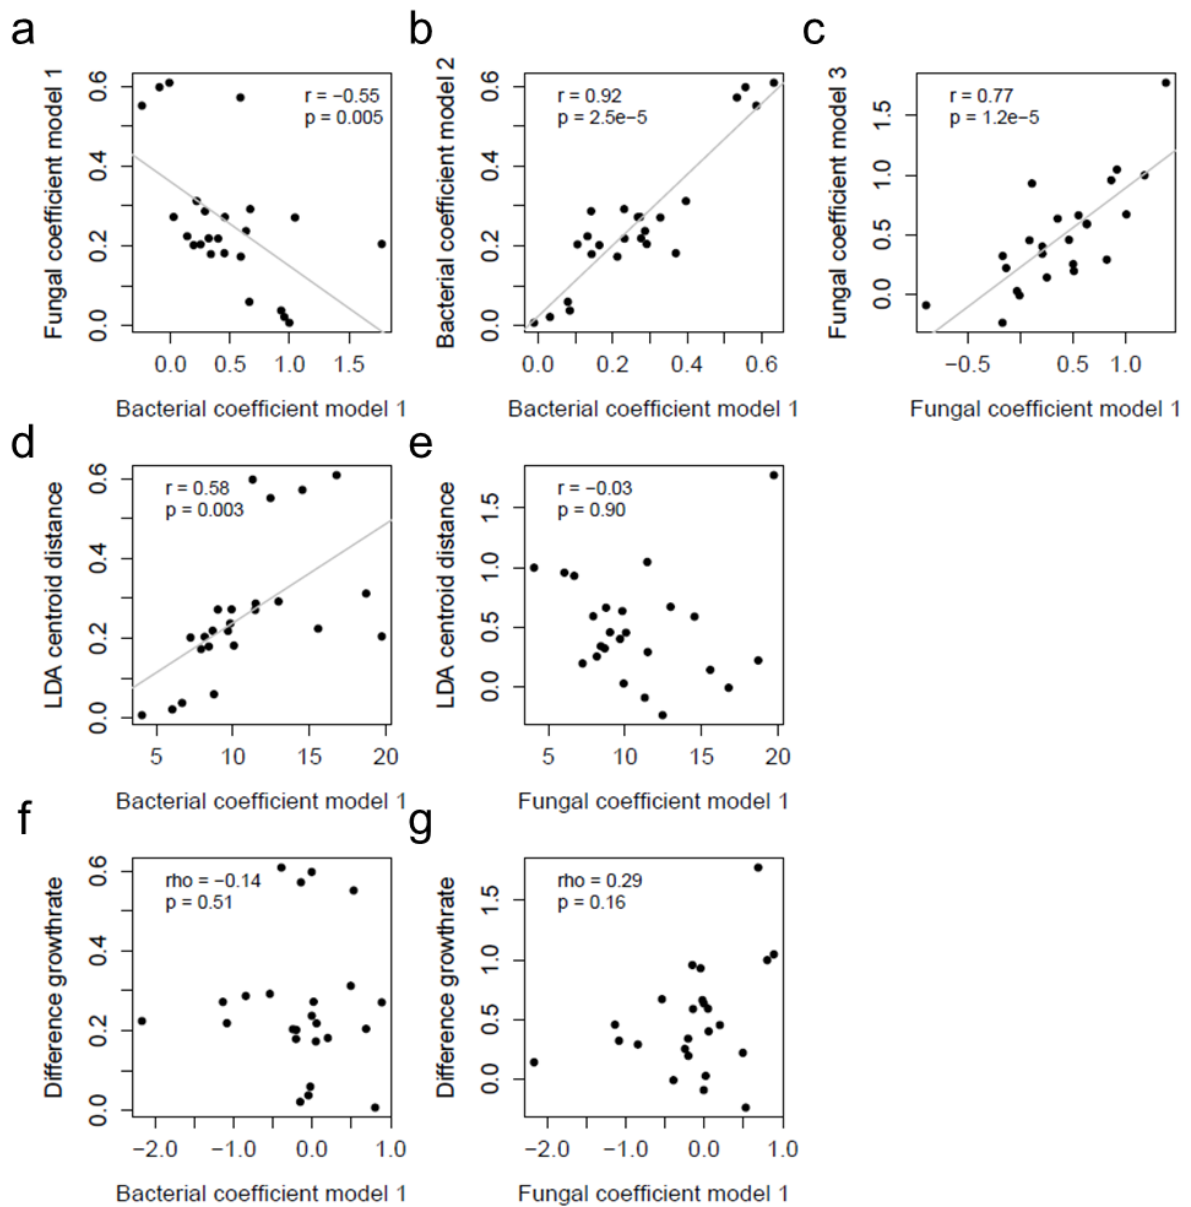 a
b
c
Fungal coefficient model 1
0.0 0.2 0.4 0.6
r = −0.55
p = 0.005
0.0 0.5 1.0 1.5
Bacterial coefficient model 1
Bacterial coefficient model 2
0.0 0.2 0.4 0.6
r = 0.92
p = 2.5e−5
0.0 0.2 0.4 0.6
Bacterial coefficient model 1
Fungal coefficient model 3
0.0 0.5 1.0 1.5
r = 0.77
p = 1.2e−5
−0.5 0.5 1.0
Fungal coefficient model 1
d
e
LDA centroid distance
0.0 0.2 0.4 0.6
r = 0.58
p = 0.003
5 10 15 20
Bacterial coefficient model 1
LDA centroid distance
0.0 0.5 1.0 1.5
r = −0.03
p = 0.90
5 10 15 20
Fungal coefficient model 1
f
g
Difference growthrate
0.0 0.2 0.4 0.6
rho = −0.14
p = 0.51
−2.0 −1.0 0.0 1.0
Bacterial coefficient model 1
Difference growthrate
0.0 0.5 1.0 1.5
rho = 0.29
p = 0.16
−2.0 −1.0 0.0 1.0
Fungal coefficient model 1